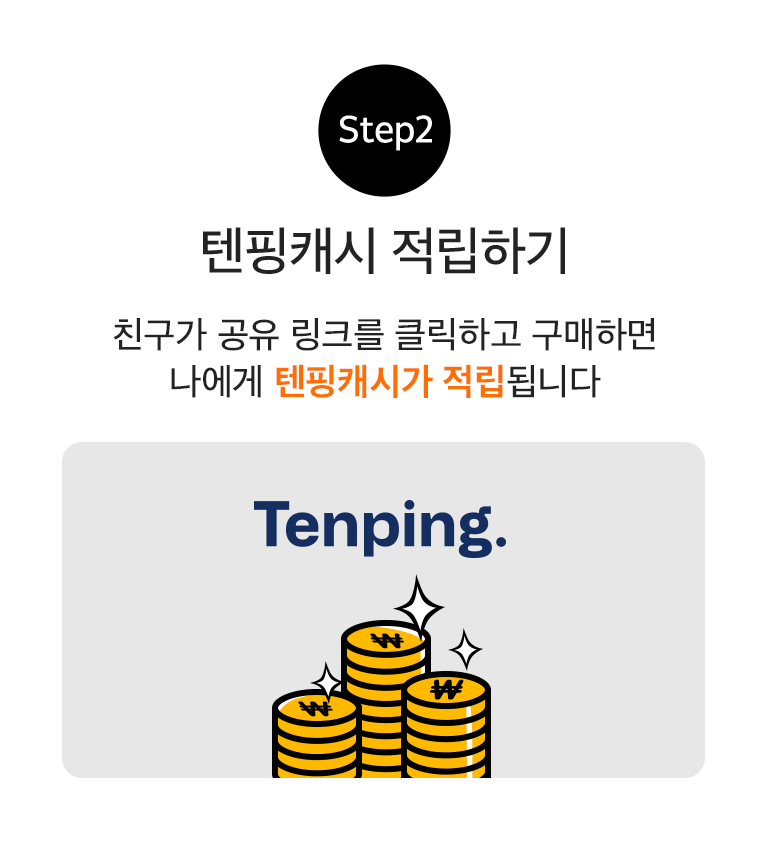 Step2
텐핑캐시 적립하기
친구가 공유 링크를 클릭하고 구매하면
나에게 텐핑캐시가 적립됩니다
Tenping.
₩
₩
₩